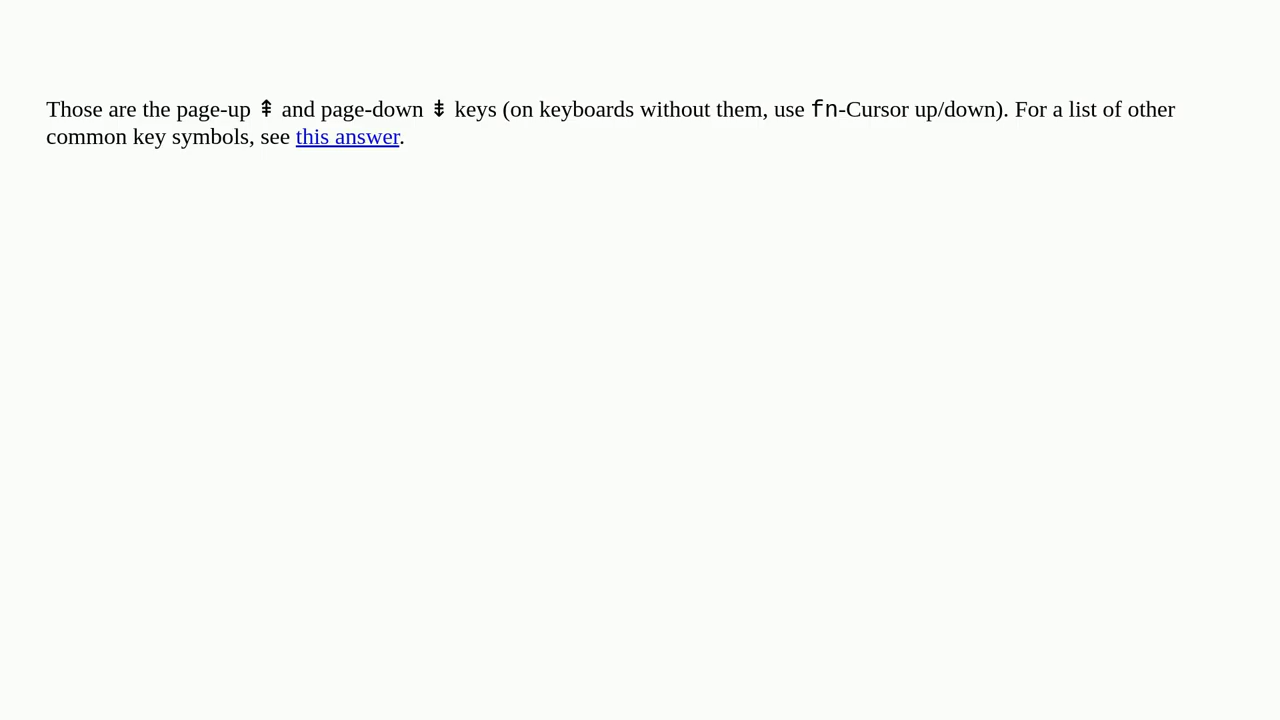 Those are the page-up ⇞ and page-down ⇟ keys (on keyboards without them, use fn-Cursor up/down). For a list of other
common key symbols, see this answer.